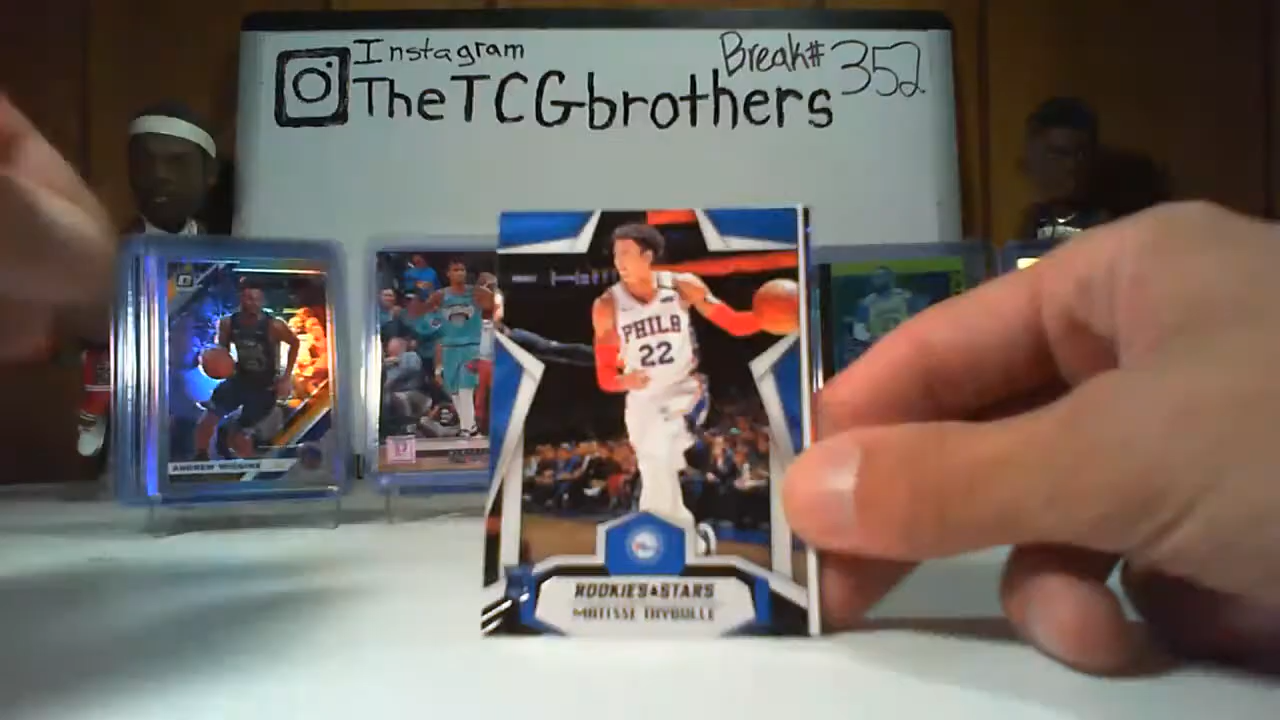 Instagram
TheTCGbrothers
Break# 352
PHILA
22
ROOKIES & STARS
MATISSE THYBULLE
ANDREW WIGGINS